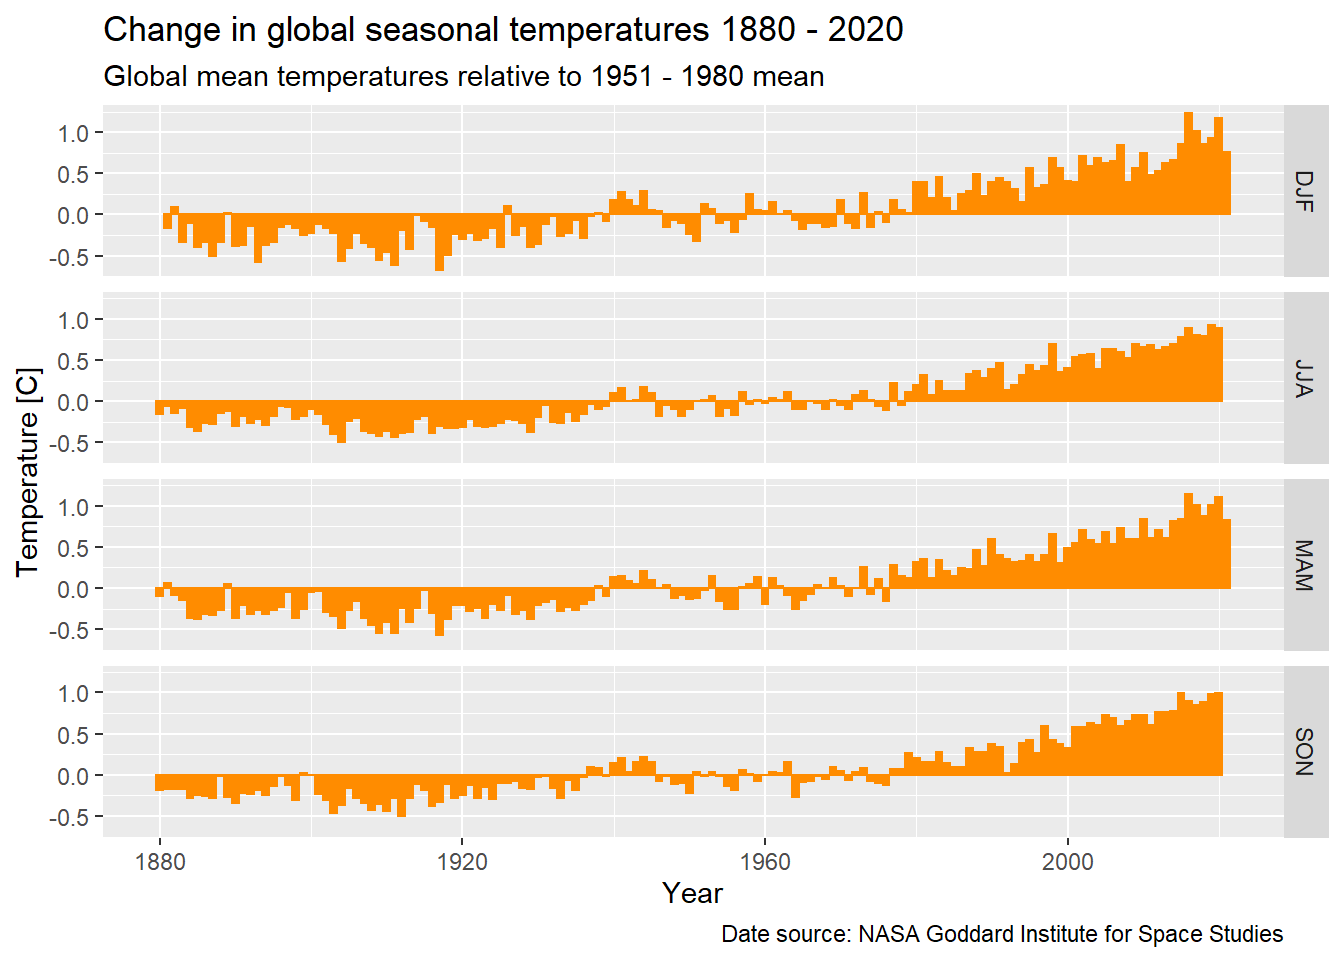 Change in global seasonal temperatures 1880 - 2020
Global mean temperatures relative to 1951 - 1980 mean
1.0
0.5
0.0
-0.5
DJF
1.0
0.5
0.0
-0.5
JJA
Temperature [C]
1.0
0.5
0.0
-0.5
MAM
1.0
0.5
0.0
-0.5
SON
1880 1920 1960 2000
Year
Date source: NASA Goddard Institute for Space Studies